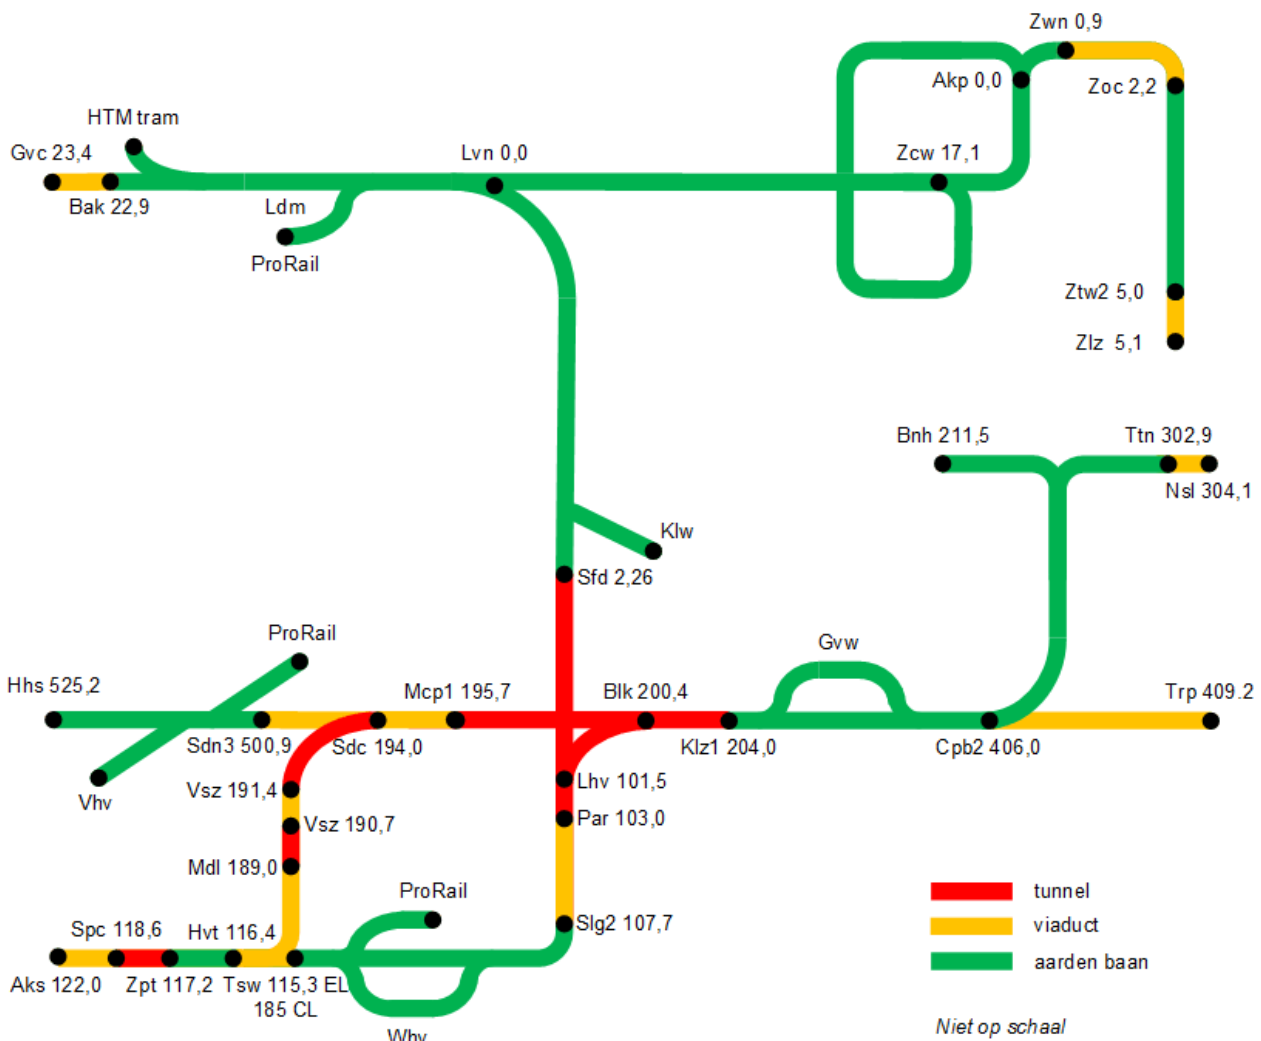 Zwn 0,9
Akp 0,0
Zoc 2,2
HTM tram
Gvc 23,4
Lvn 0,0
Zcw 17,1
Bak 22,9
Ldm
ProRail
Ztw2 5,0
Zlz 5,1
Bnh 211,5
Ttn 302,9
Nsl 304,1
Klw
Sfd 2,26
ProRail
Gvw
Hhs 525,2
Mcp1 195,7
Blk 200,4
Trp 409.2
Sdn3 500,9
Sdc 194,0
Klz1 204,0
Cpb2 406,0
Vsz 191,4
Lhv 101,5
Vhv
Vsz 190,7
Par 103,0
Mdl 189,0
ProRail
tunnel
Spc 118,6
Hvt 116,4
Slg2 107,7
viaduct
aarden baan
Aks 122,0
Zpt 117,2
Tsw 115,3 EL
185 CL
Whv
Niet op schaal